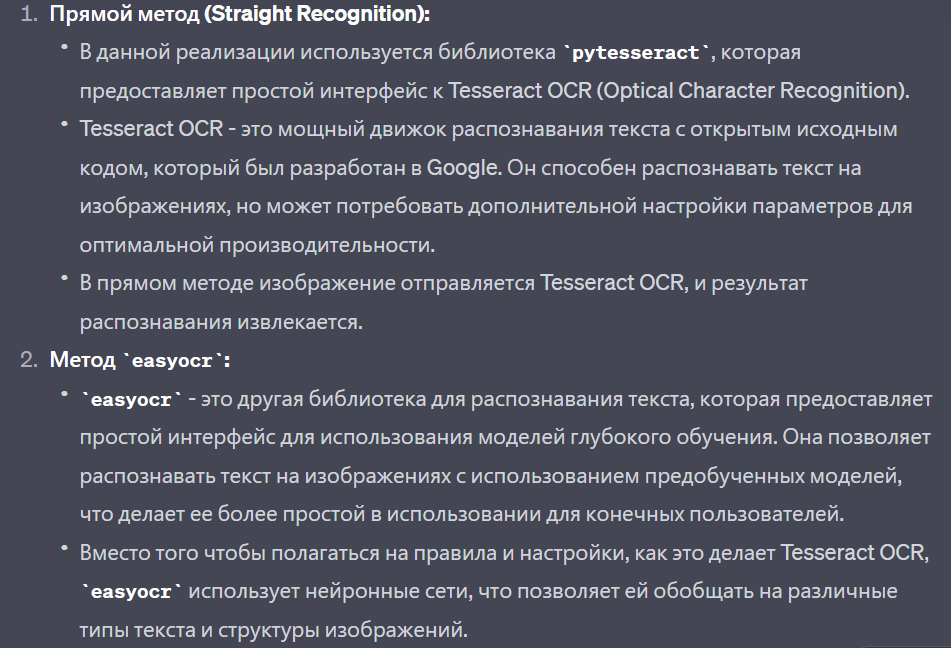 1. Прямой метод (Straight Recognition):
• В данной реализации используется библиотека `pytesseract`, которая
предоставляет простой интерфейс к Tesseract OCR (Optical Character Recognition).
• Tesseract OCR - это мощный движок распознавания текста с открытым исходным
кодом, который был разработан в Google. Он способен распознавать текст на
изображениях, но может потребовать дополнительной настройки параметров для
оптимальной производительности.
• В прямом методе изображение отправляется Tesseract OCR, и результат
распознавания извлекается.
2. Метод `easyocr`:
• `easyocr` - это другая библиотека для распознавания текста, которая предоставляет
простой интерфейс для использования моделей глубокого обучения. Она позволяет
распознавать текст на изображениях с использованием предобученных моделей,
что делает ее более простой в использовании для конечных пользователей.
• Вместо того чтобы полагаться на правила и настройки, как это делает Tesseract OCR,
`easyocr` использует нейронные сети, что позволяет ей обобщать на различные
типы текста и структуры изображений.